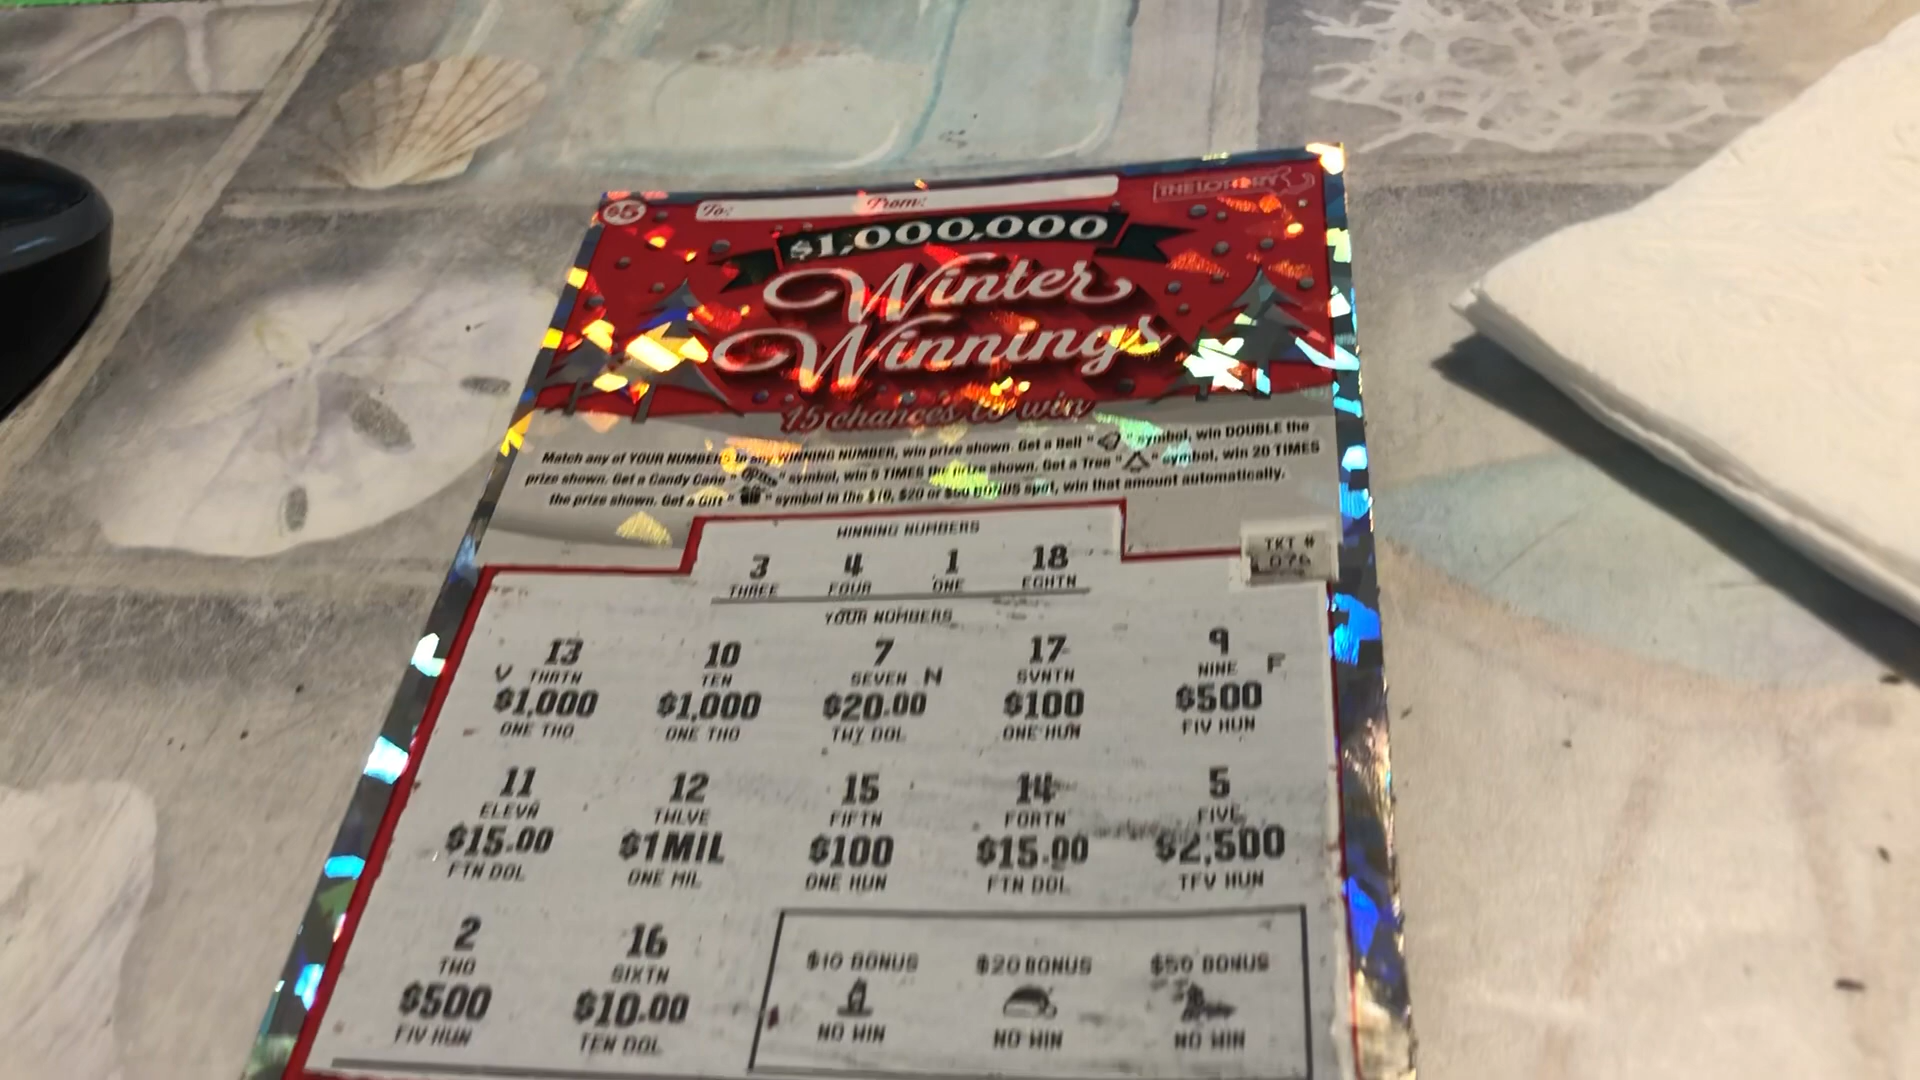 $5 To: From: THE LOTTERY
$1,000,000
Winter
Winnings
15 chances to win
Match any of YOUR NUMBERS to any WINNING NUMBER, win prize shown. Get a Bell " " symbol, win DOUBLE the
prize shown. Get a Candy Cane " " symbol, win 5 TIMES the prize shown. Get a Tree " " symbol, win 20 TIMES
the prize shown. Get a Gift " " symbol in the $10, $20 or $50 BONUS spot, win that amount automatically.
WINNING NUMBERS
3 4 1 18
THREE FOUR ONE EGHTN
TKT #
076
YOUR NUMBERS
13 10 7 17 9
V THRTN TEN SEVEN N SVNTN NINE F
$1,000 $1,000 $20.00 $100 $500
ONE THO ONE THO TWY DOL ONE HUN FIV HUN
11 12 15 14 5
ELEVN TWLVE FIFTN FORTN FIVE
$15.00 $1MIL $100 $15.00 $2,500
FTN DOL ONE MIL ONE HUN FTN DOL TFV HUN
2 16
TWO SIXTN
$500 $10.00
FIV HUN TEN DOL
$10 BONUS $20 BONUS $50 BONUS
NO WIN NO WIN NO WIN